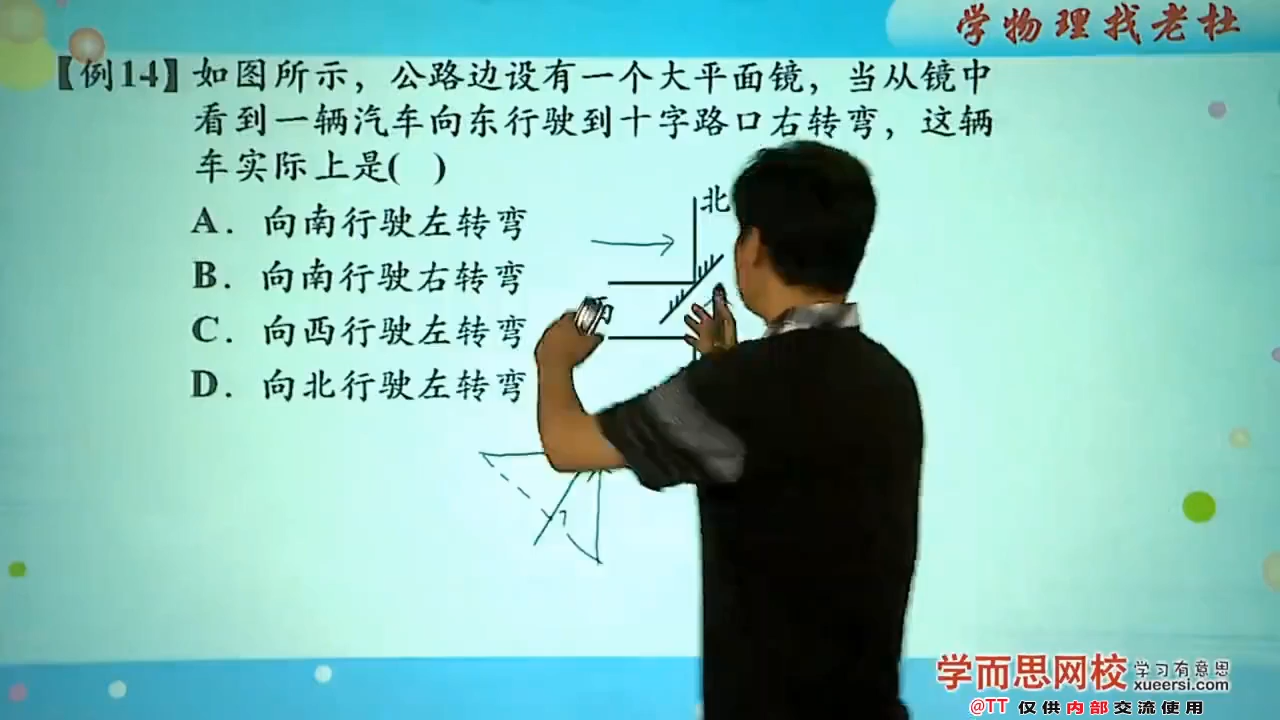 学物理找老杜
【例14】如图所示，公路边设有一个大平面镜，当从镜中
看到一辆汽车向东行驶到十字路口右转弯，这辆
车实际上是( )
A．向南行驶左转弯
B．向南行驶右转弯
C．向西行驶左转弯
D．向北行驶左转弯
北
学而思网校 学习有意思
xueersi.com
@TT 仅供内部交流使用